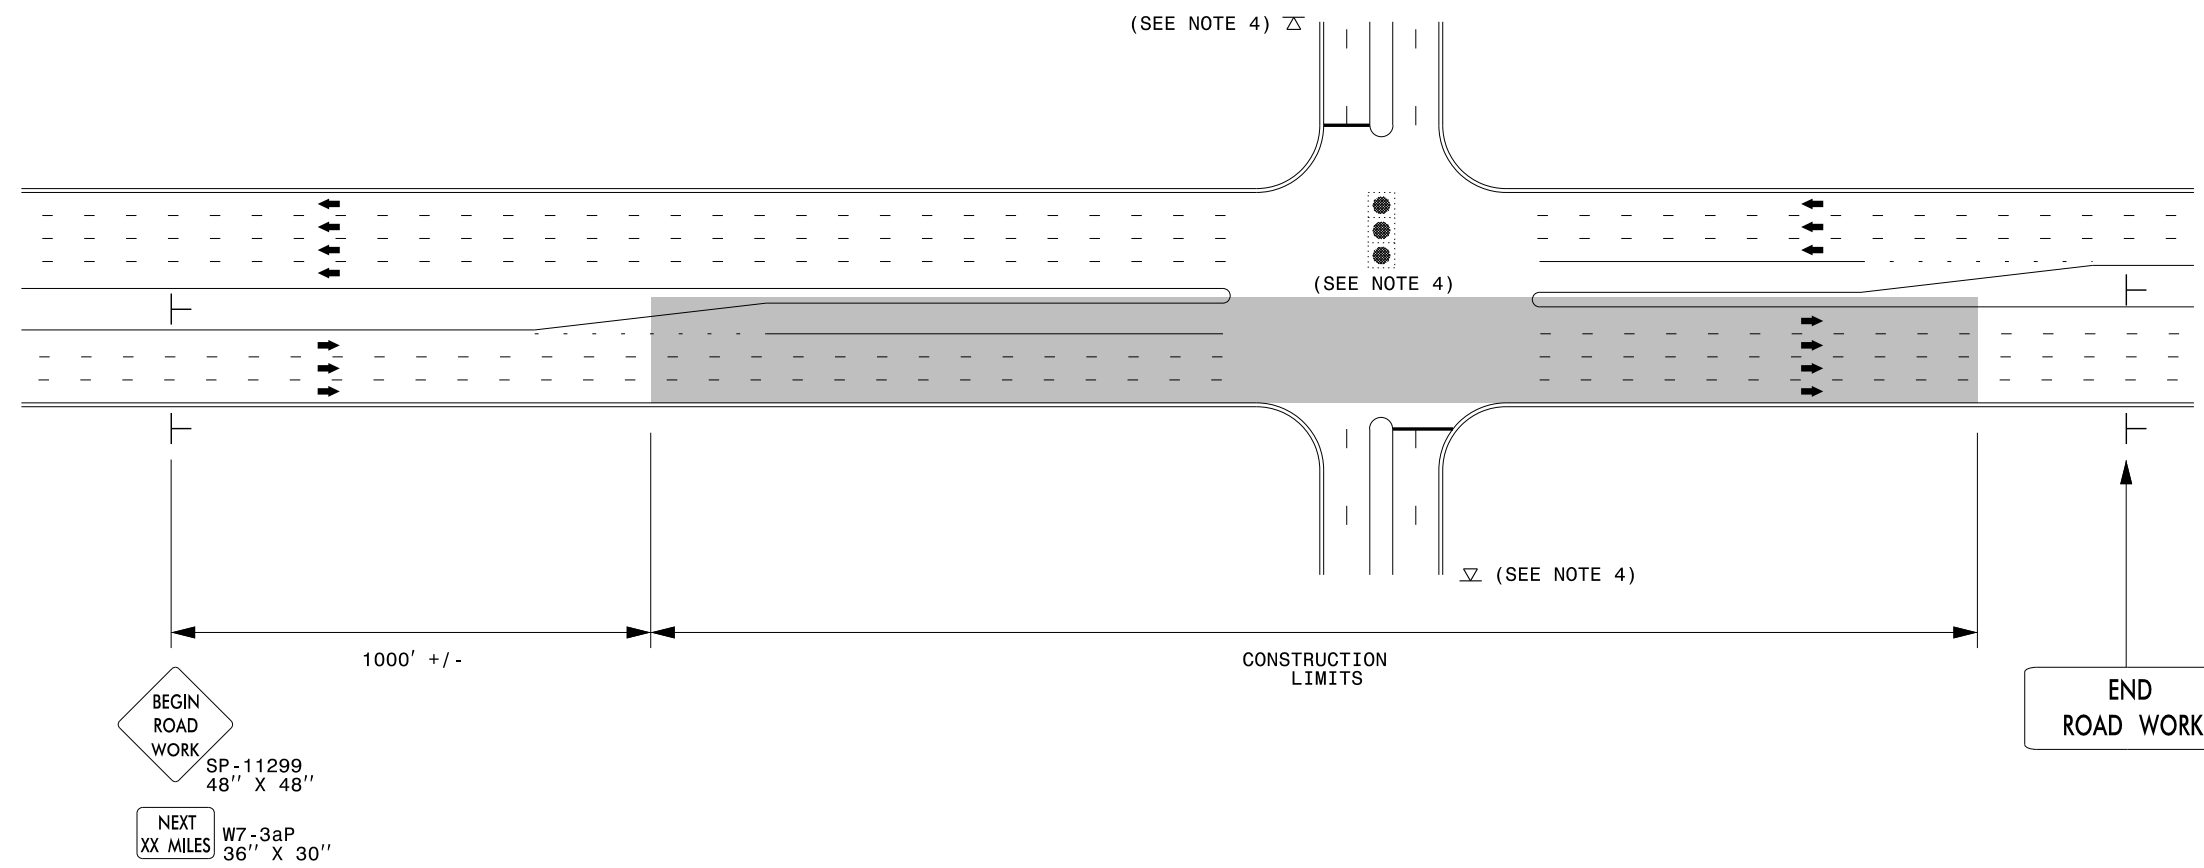 (SEE NOTE 4)
(SEE NOTE 4)
(SEE NOTE 4)
1000' +/-
CONSTRUCTION
LIMITS
BEGIN
ROAD
WORK
SP-11299
48'' X 48''
NEXT
XX MILES
W7-3aP
36'' X 30''
END
ROAD WORK